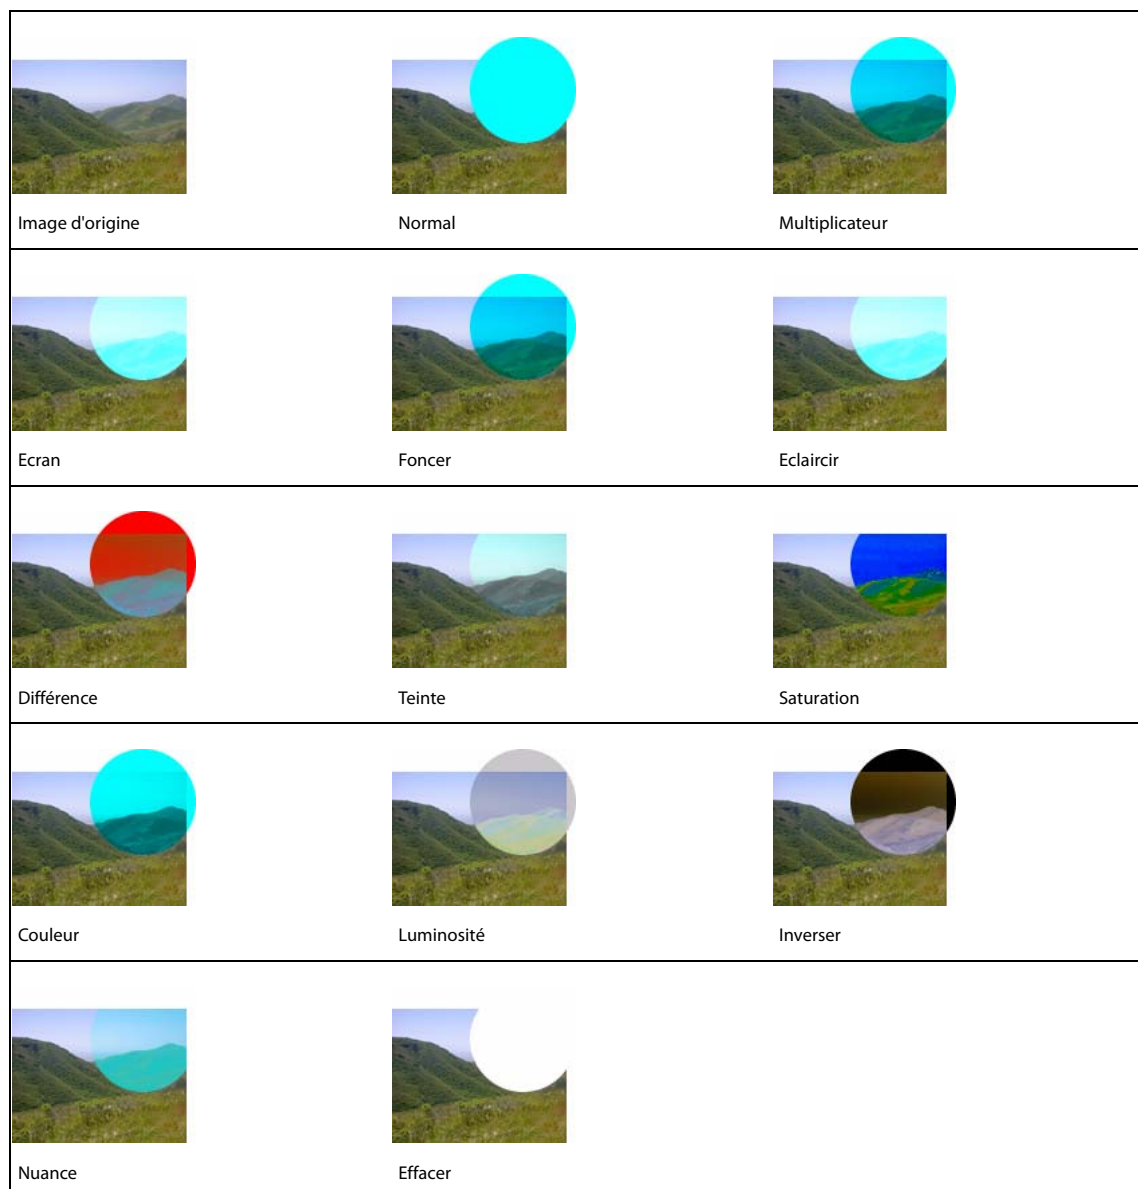 Image d'origine
Normal
Multiplicateur
Ecran
Foncer
Eclaircir
Différence
Teinte
Saturation
Couleur
Luminosité
Inverser
Nuance
Effacer